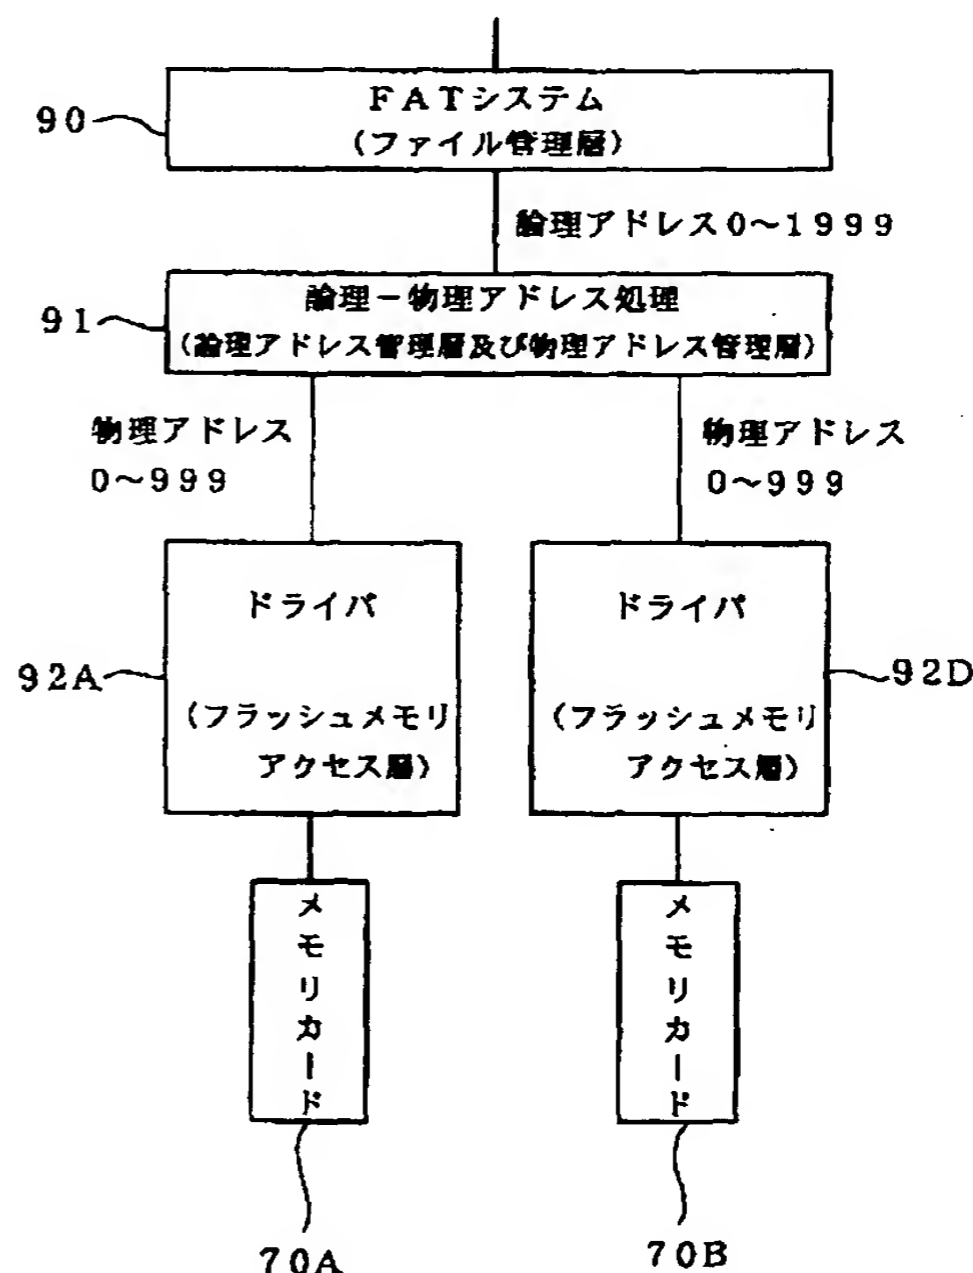 FATシステム
(ファイル管理層)
90
論理アドレス0~1999
論理-物理アドレス処理
91
(論理アドレス管理層及び物理アドレス管理層)
物理アドレス
0~999
物理アドレス
0~999
ドライバ
ドライバ
92A
92D
(フラッシュメモリ
アクセス層)
(フラッシュメモリ
アクセス層)
メモリカード
メモリカード
70A
70B